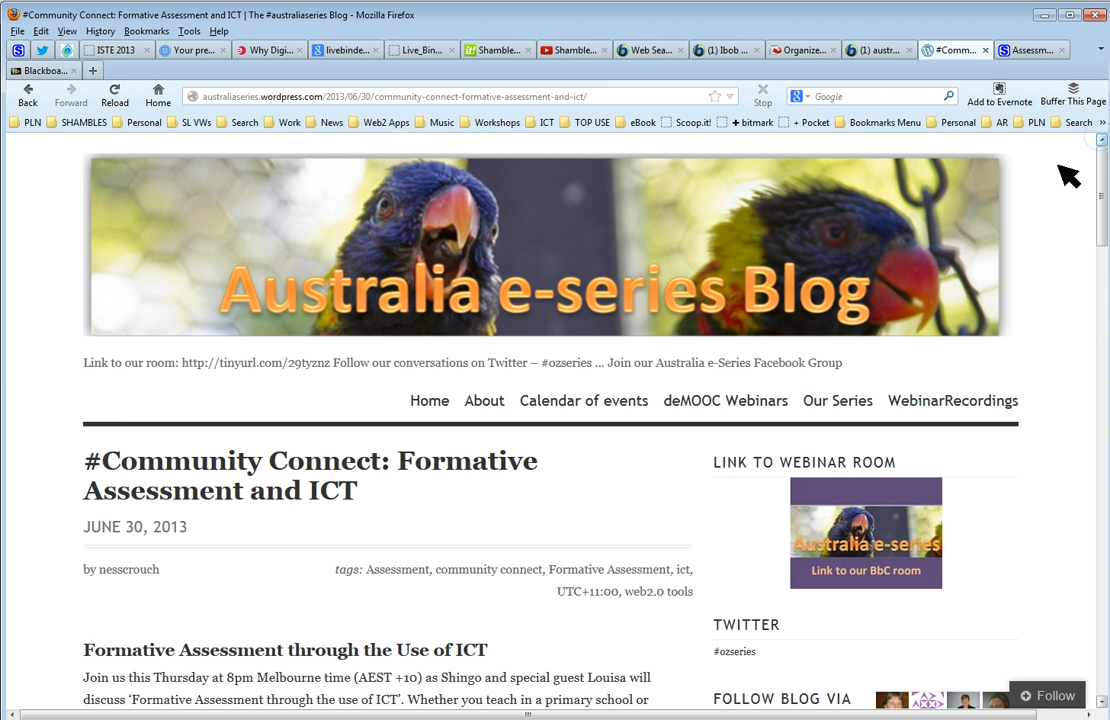 #Community Connect: Formative Assessment and ICT | The #australiaseries Blog - Mozilla Firefox
File Edit View History Bookmarks Tools Help
ISTE 2013 Your pre... Why Digi... livebinde... Live_Bin... Shamble... Shamble... Web Sea... (1) Ibob ... Organize... (1) austr... #Comm... Assessm...
Blackboa...
Back Forward Reload Home australiaseries.wordpress.com/2013/06/30/community-connect-formative-assessment-and-ict/ Stop Google Add to Evernote Buffer This Page
PLN SHAMBLES Personal SL VWs Search Work News Web2 Apps Music Workshops ICT TOP USE eBook Scoop.it! + bitmark + Pocket Bookmarks Menu Personal AR PLN Search »
Australia e-series Blog
Link to our room: http://tinyurl.com/29tyznz Follow our conversations on Twitter – #ozseries ... Join our Australia e-Series Facebook Group
Home About Calendar of events deMOOC Webinars Our Series WebinarRecordings
#Community Connect: Formative
Assessment and ICT
JUNE 30, 2013
by nesscrouch
tags: Assessment, community connect, Formative Assessment, ict,
UTC+11:00, web2.0 tools
Formative Assessment through the Use of ICT
Join us this Thursday at 8pm Melbourne time (AEST +10) as Shingo and special guest Louisa will
discuss ‘Formative Assessment through the use of ICT’. Whether you teach in a primary school or
LINK TO WEBINAR ROOM
Australia e-series
Link to our BbC room
TWITTER
#ozseries
FOLLOW BLOG VIA
Follow